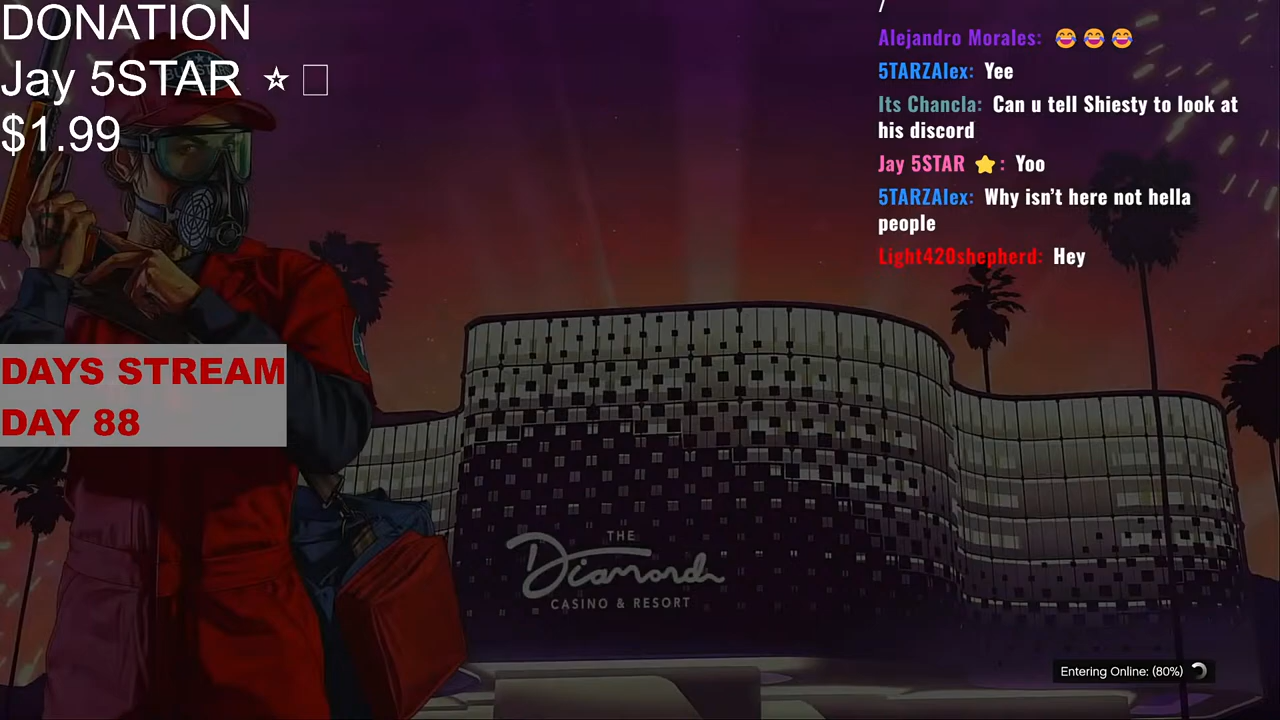 DONATION
Jay 5STAR ☆ □
$1.99
/
Alejandro Morales: 😂 😂 😂
5TARZAlex: Yee
Its Chancla: Can u tell Shiesty to look at
his discord
Jay 5STAR ⭐: Yoo
5TARZAlex: Why isn’t here not hella
people
Light420shepherd: Hey
DAYS STREAM
DAY 88
THE
Diamond
CASINO & RESORT
Entering Online: (80%)